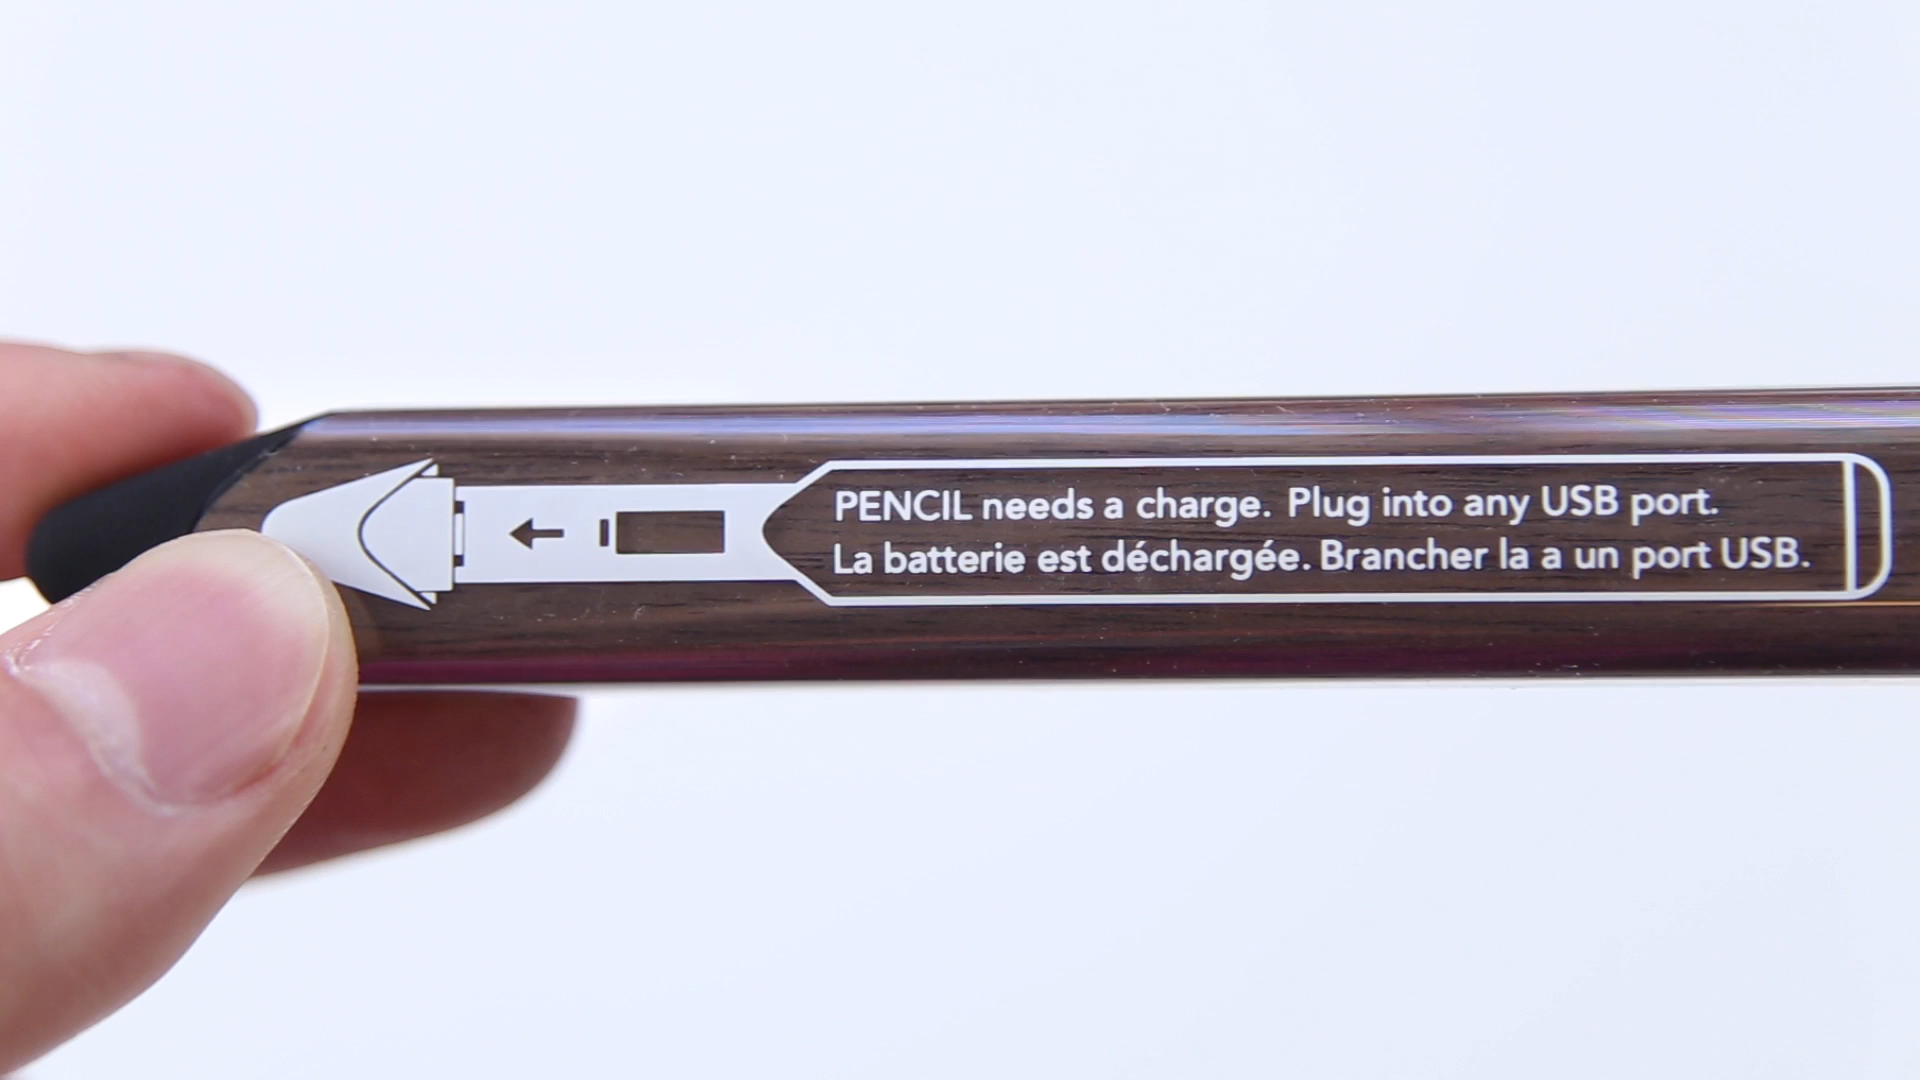 PENCIL needs a charge. Plug into any USB port.
La batterie est déchargée. Brancher la a un port USB.